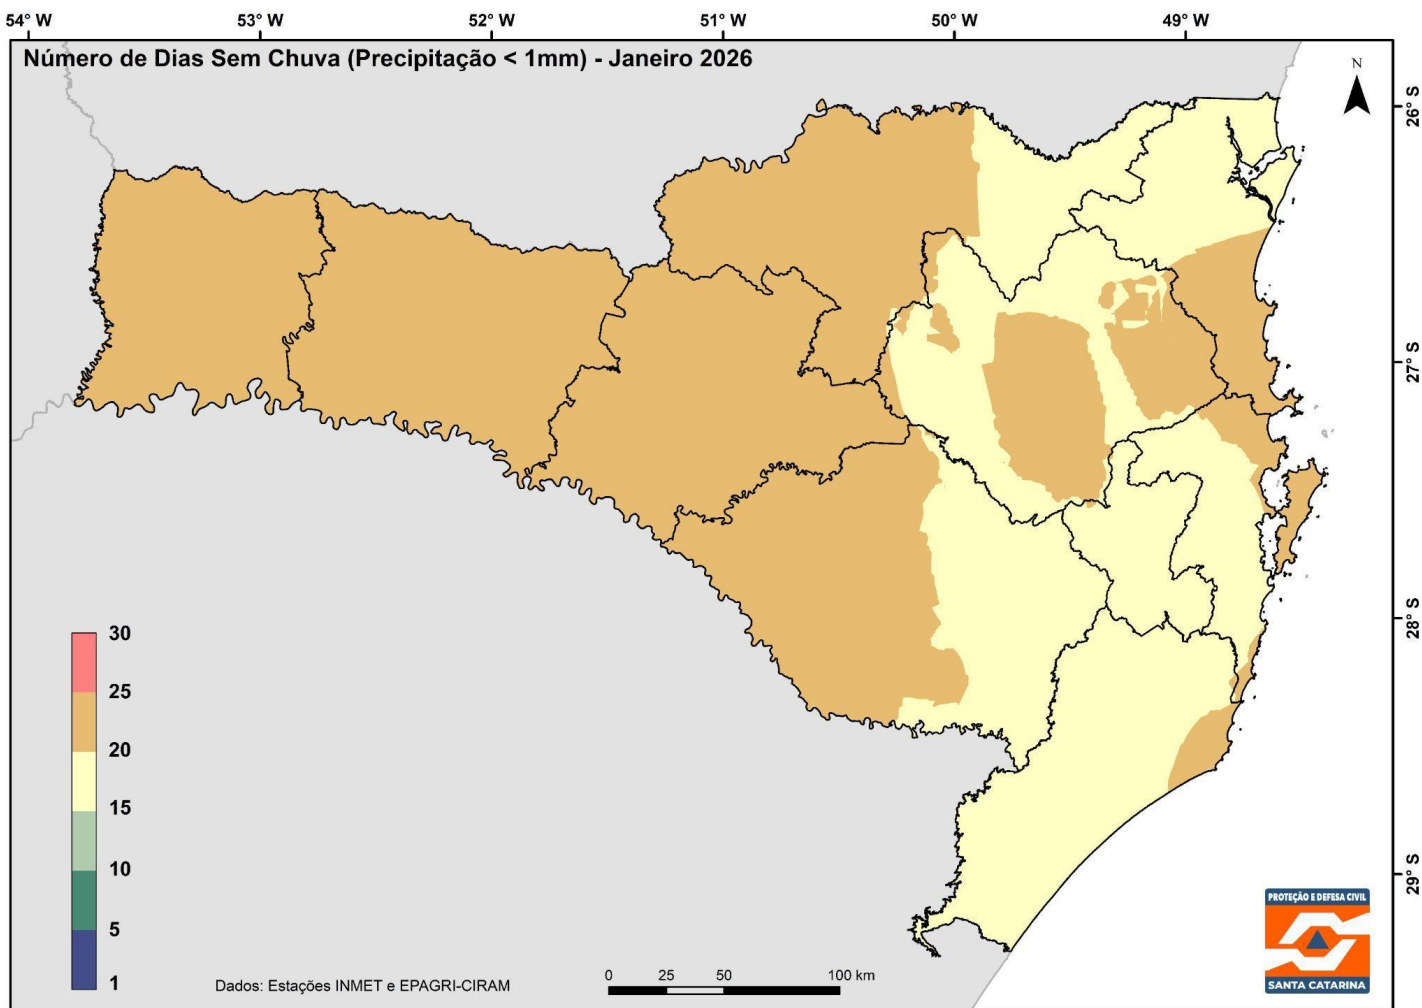 54° W 53° W 52° W 51° W 50° W 49° W
Número de Dias Sem Chuva (Precipitação < 1mm) - Janeiro 2026
N
26° S
27° S
28° S
29° S
30
25
20
15
10
5
1
Dados: Estações INMET e EPAGRI-CIRAM
0 25 50 100 km
PROTEÇÃO E DEFESA CIVIL
SANTA CATARINA